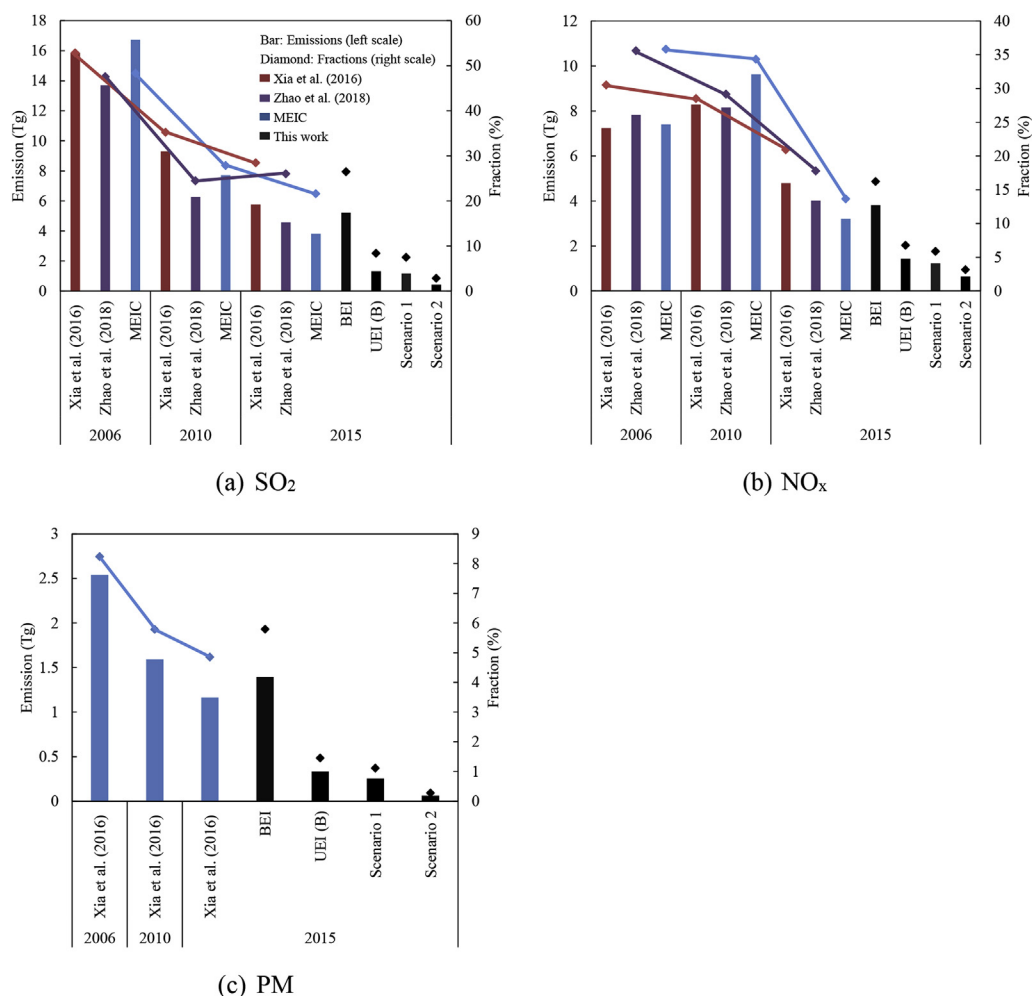 18
16
14
12
10
8
6
4
2
0
Emission (Tg)
60
50
40
30
20
10
0
Fraction (%)
Bar: Emissions (left scale)
Diamond: Fractions (right scale)
Xia et al. (2016)
Zhao et al. (2018)
MEIC
This work
Xia et al. (2016)
Zhao et al. (2018)
MEIC
Xia et al. (2016)
Zhao et al. (2018)
MEIC
Xia et al. (2016)
Zhao et al. (2018)
MEIC
BEI
UEI (B)
Scenario 1
Scenario 2
2006
2010
2015
(a) SO₂
12
10
8
6
4
2
0
Emission (Tg)
40
35
30
25
20
15
10
5
0
Fraction (%)
Xia et al. (2016)
Zhao et al. (2018)
MEIC
Xia et al. (2016)
Zhao et al. (2018)
MEIC
Xia et al. (2016)
Zhao et al. (2018)
MEIC
BEI
UEI (B)
Scenario 1
Scenario 2
2006
2010
2015
(b) NOₓ
3
2.5
2
1.5
1
0.5
0
Emission (Tg)
9
8
7
6
5
4
3
2
1
0
Fraction (%)
Xia et al. (2016)
Xia et al. (2016)
Xia et al. (2016)
BEI
UEI (B)
Scenario 1
Scenario 2
2006
2010
2015
(c) PM